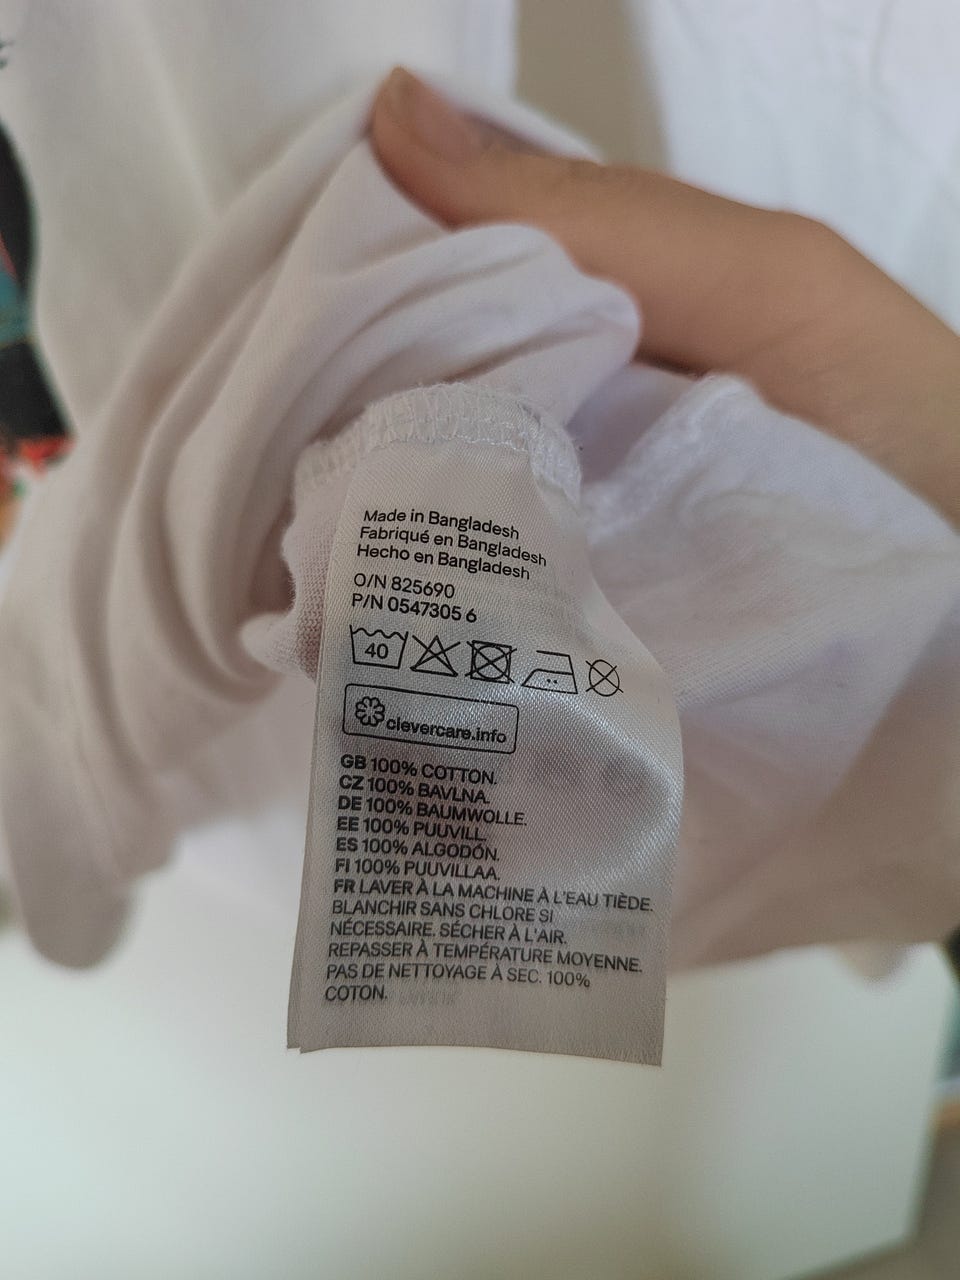 Made in Bangladesh
Fabriqué en Bangladesh
Hecho en Bangladesh
O/N 825690
P/N 0547305 6
40
clevercare.info
GB 100% COTTON.
CZ 100% BAVLNA.
DE 100% BAUMWOLLE.
EE 100% PUUVILL.
ES 100% ALGODÓN.
FI 100% PUUVILLAA.
FR LAVER À LA MACHINE À L'EAU TIÈDE.
BLANCHIR SANS CHLORE SI
NÉCESSAIRE. SÉCHER À L'AIR.
REPASSER À TEMPÉRATURE MOYENNE.
PAS DE NETTOYAGE À SEC. 100%
COTON.